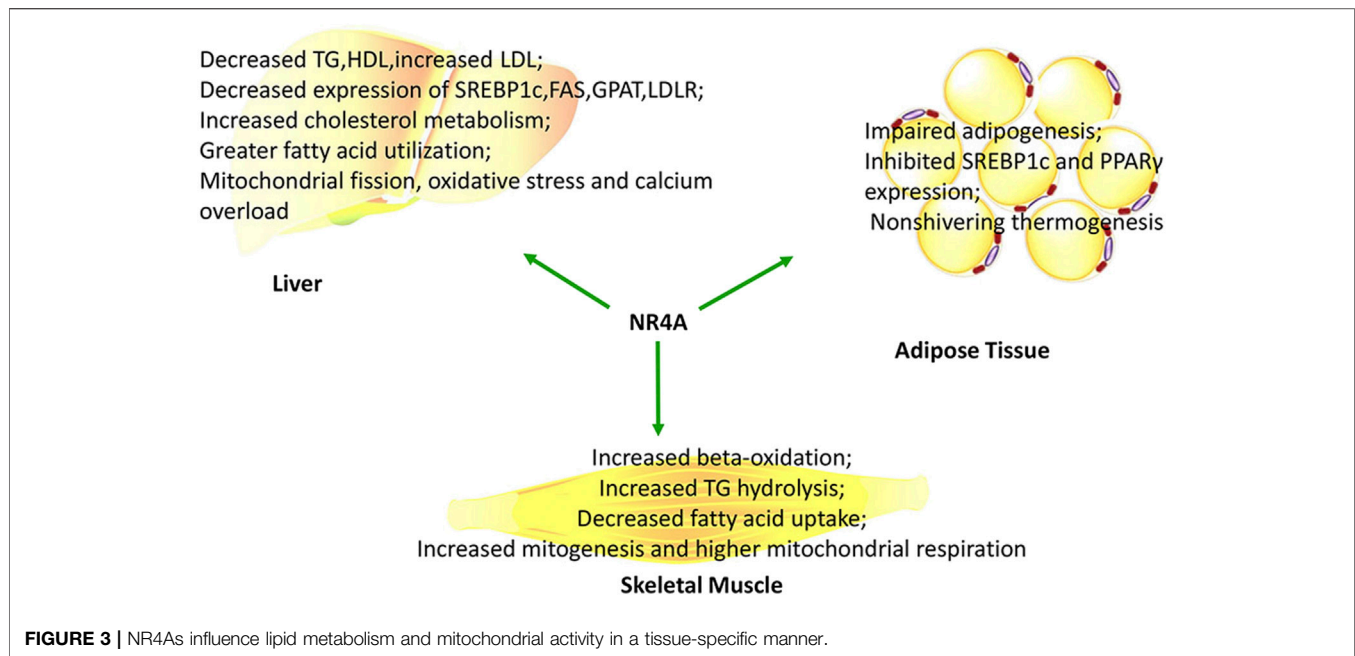 Decreased TG,HDL,increased LDL;
Decreased expression of SREBP1c,FAS,GPAT,LDLR;
Increased cholesterol metabolism;
Greater fatty acid utilization;
Mitochondrial fission, oxidative stress and calcium
overload
Liver
Impaired adipogenesis;
Inhibited SREBP1c and PPARγ
expression;
Nonshivering thermogenesis
Adipose Tissue
NR4A
Increased beta-oxidation;
Increased TG hydrolysis;
Decreased fatty acid uptake;
Increased mitogenesis and higher mitochondrial respiration
Skeletal Muscle
FIGURE 3 | NR4As influence lipid metabolism and mitochondrial activity in a tissue-specific manner.